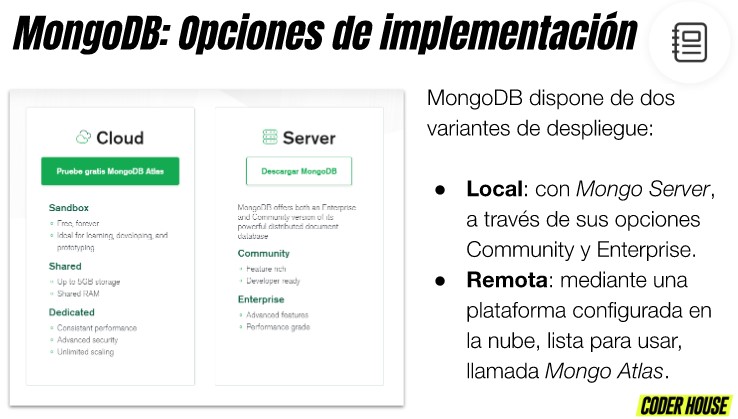 MongoDB: Opciones de implementación
Cloud
Pruebe gratis MongoDB Atlas
Sandbox
Free, forever
Ideal for learning, developing, and
prototyping
Shared
Up to 5GB storage
Shared RAM
Dedicated
Consistant performance
Advanced security
Unlimited scaling
Server
Descargar MongoDB
MongoDB offers both an Enterprise
and Community version of its
powerful distributed document
database
Community
Feature rich
Developer ready
Enterprise
Advanced features
Performance grade
MongoDB dispone de dos
variantes de despliegue:
● Local: con Mongo Server,
a través de sus opciones
Community y Enterprise.
● Remota: mediante una
plataforma configurada en
la nube, lista para usar,
llamada Mongo Atlas.
CODER HOUSE